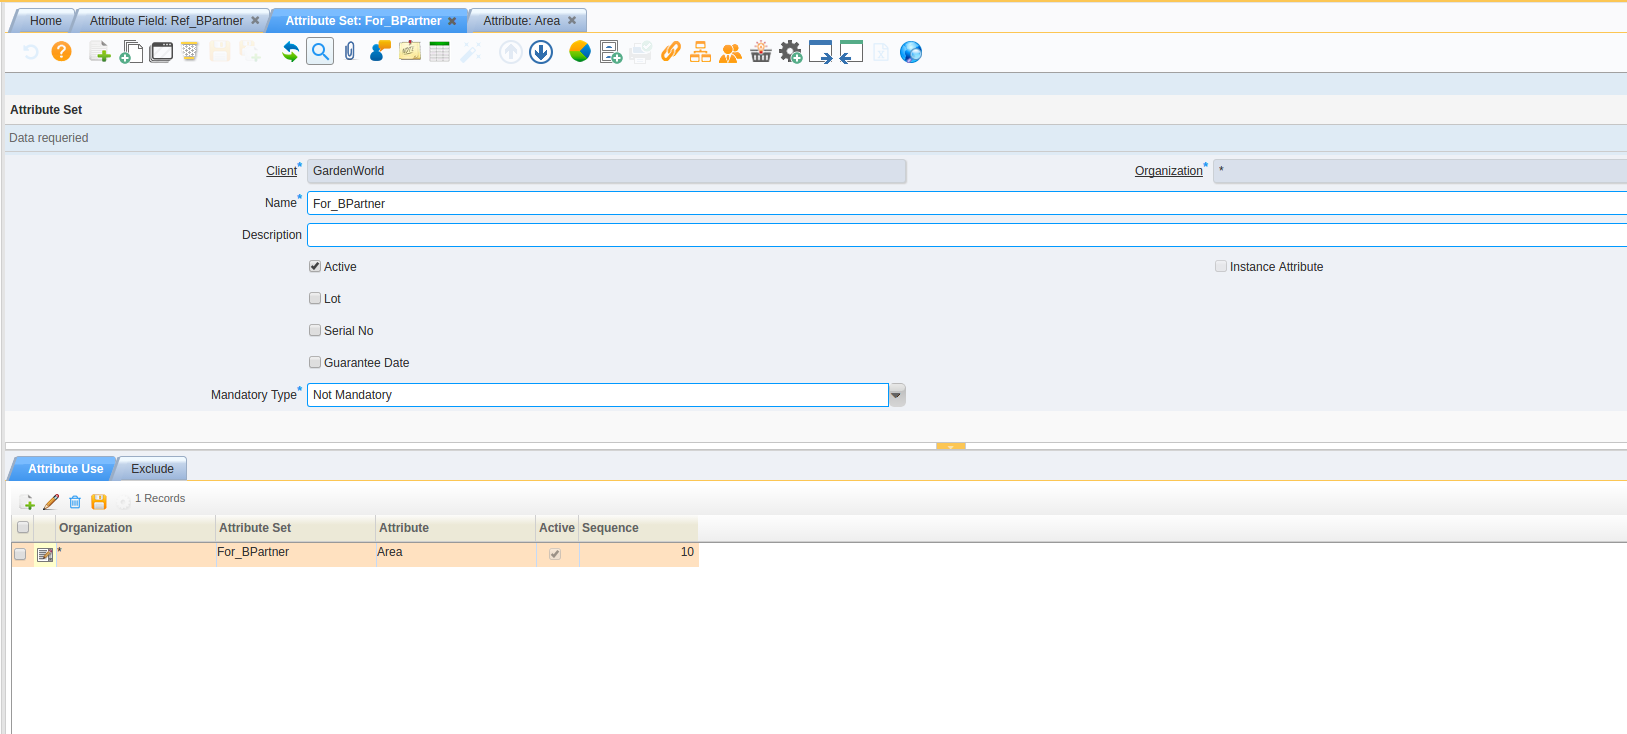 Home
Attribute Field: Ref_BPartner
Attribute Set: For_BPartner
Attribute: Area
Attribute Set
Data requeried
Client*
GardenWorld
Organization*
*
Name*
For_BPartner
Description
Active
Instance Attribute
Lot
Serial No
Guarantee Date
Mandatory Type*
Not Mandatory
Attribute Use
Exclude
1 Records
Organization
Attribute Set
Attribute
Active
Sequence
*
For_BPartner
Area
10